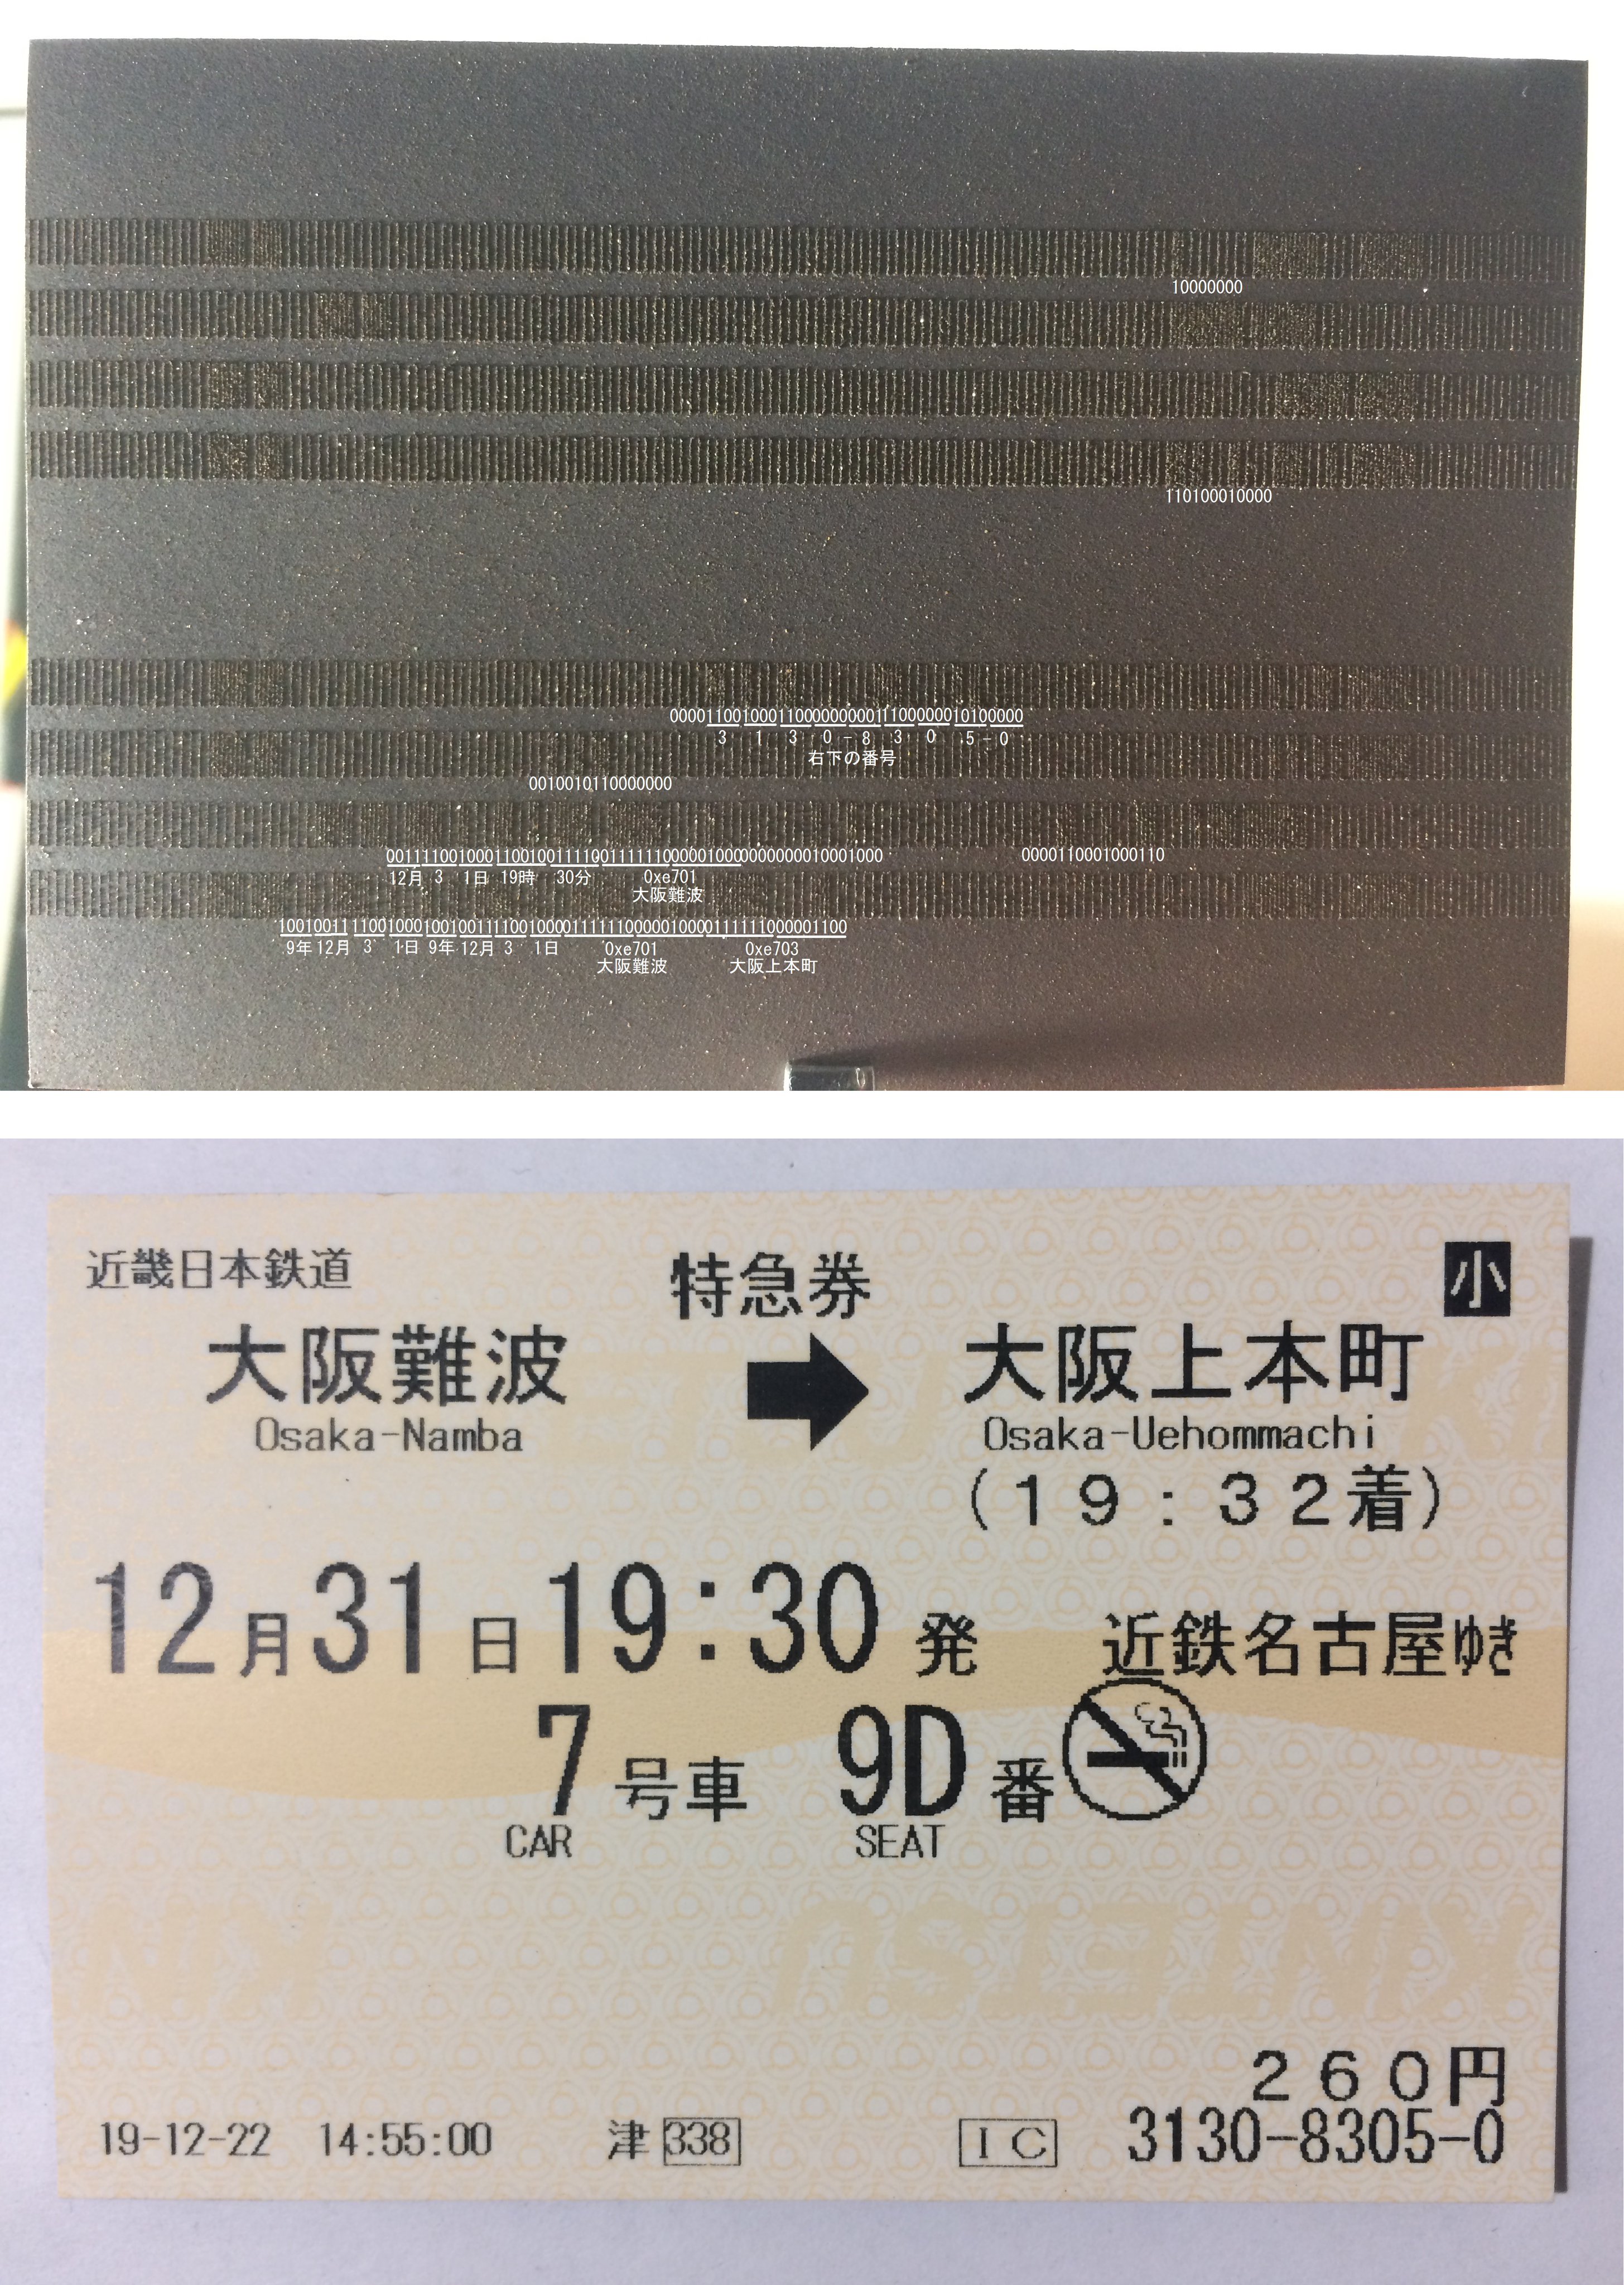 10000000
110100010000
000011001000110000000001110000001010 0000
3 1 3 0 - 8 3 0 5 - 0
右下の番号
0010010110000000
0000110001000110
12月 3 1日 19時 30分 0xe701
大阪難波
9年 12月 3 1日 9年 12月 3 1日 0xe701 0xe703
大阪難波 大阪上本町
近畿日本鉄道 特急券 小
大阪難波 ➡ 大阪上本町
Osaka-Namba Osaka-Uehommachi
(19:32着)
12月31日19:30発 近鉄名古屋ゆき
7号車 9D番
CAR SEAT
KINTETSU KIN
260円
19-12-22 14:55:00 津 338 IC 3130-8305-0